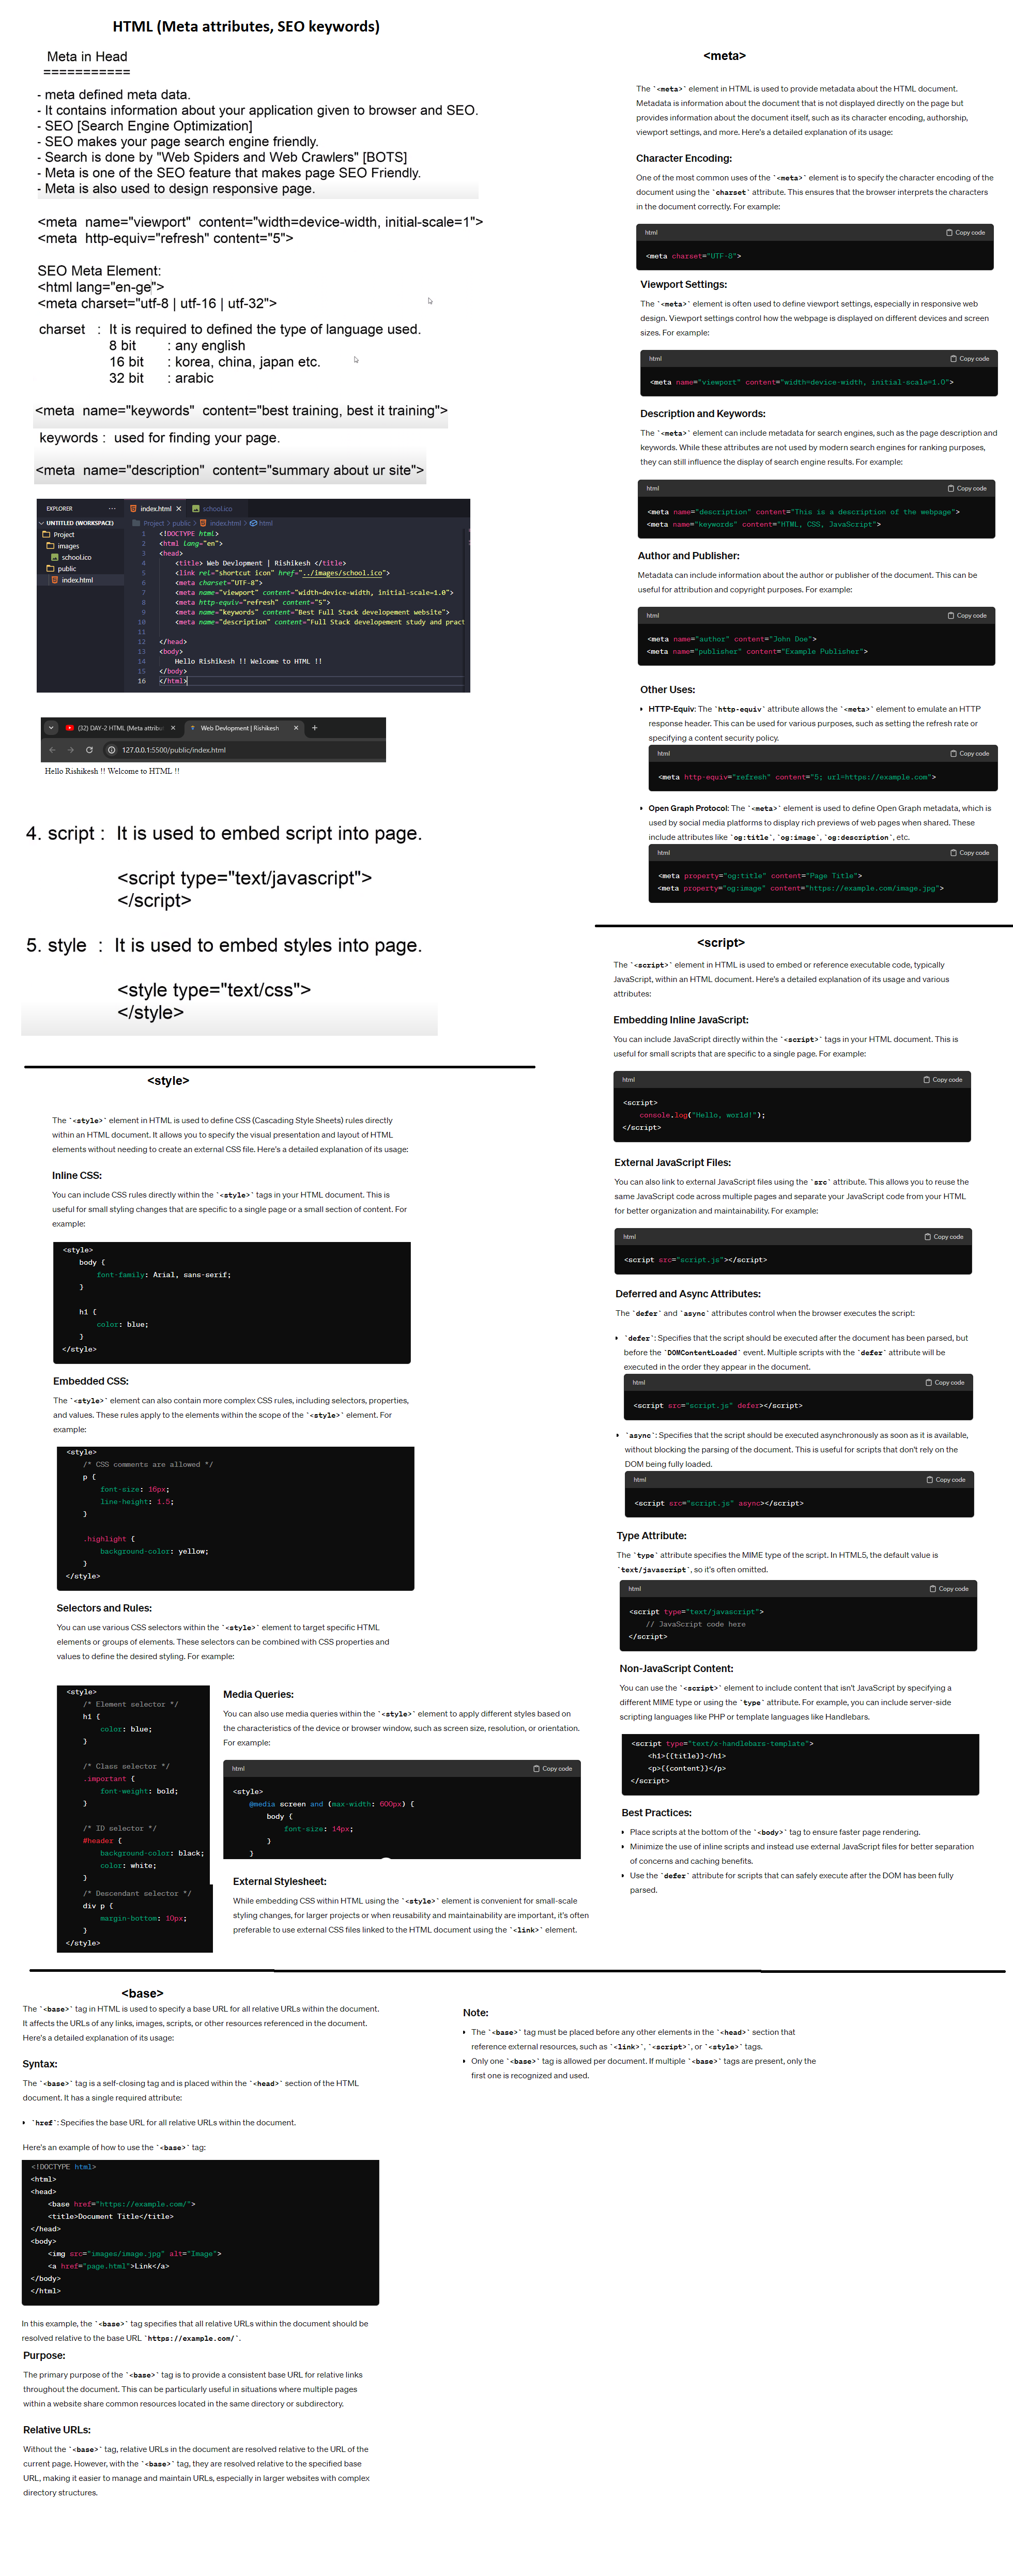 HTML (Meta attributes, SEO keywords)
Meta in Head
===========
- meta defined meta data.
- It contains information about your application given to browser and SEO.
- SEO [Search Engine Optimization]
- SEO makes your page search engine friendly.
- Search is done by "Web Spiders and Web Crawlers" [BOTS]
- Meta is one of the SEO feature that makes page SEO Friendly.
- Meta is also used to design responsive page.
<meta  name="viewport"  content="width=device-width, initial-scale=1">
<meta  http-equiv="refresh" content="5">
SEO Meta Element:
<html lang="en-ge">
<meta charset="utf-8 | utf-16 | utf-32">
charset   :  It is required to defined the type of language used.
8 bit        : any english
16 bit      : korea, china, japan etc.
32 bit      : arabic
<meta  name="keywords"  content="best training, best it training">
keywords :  used for finding your page.
<meta  name="description"  content="summary about ur site">
EXPLORER ···
UNTITLED (WORKSPACE)
Project
images
school.ico
public
index.html
index.html × school.ico
Project > public > index.html > html
1 <!DOCTYPE html>
2 <html lang="en">
3 <head>
4 <title> Web Devlopment | Rishikesh </title>
5 <link rel="shortcut icon" href="../images/school.ico">
6 <meta charset="UTF-8">
7 <meta name="viewport" content="width=device-width, initial-scale=1.0">
8 <meta http-equiv="refresh" content="5">
9 <meta name="keywords" content="Best Full Stack developement website">
10 <meta name="description" content="Full Stack developement study and pract
11
12 </head>
13 <body>
14 Hello Rishikesh !! Welcome to HTML !!
15 </body>
16 </html>
(32) DAY-2 HTML (Meta attribut × Web Devlopment | Rishikesh × +
127.0.0.1:5500/public/index.html
Hello Rishikesh !! Welcome to HTML !!
4. script :  It is used to embed script into page.
<script type="text/javascript">
</script>
5. style  :  It is used to embed styles into page.
<style type="text/css">
</style>
<style>
The `<style>` element in HTML is used to define CSS (Cascading Style Sheets) rules directly
within an HTML document. It allows you to specify the visual presentation and layout of HTML
elements without needing to create an external CSS file. Here's a detailed explanation of its usage:
Inline CSS:
You can include CSS rules directly within the `<style>` tags in your HTML document. This is
useful for small styling changes that are specific to a single page or a small section of content. For
example:
<style>
body {
font-family: Arial, sans-serif;
}
h1 {
color: blue;
}
</style>
Embedded CSS:
The `<style>` element can also contain more complex CSS rules, including selectors, properties,
and values. These rules apply to the elements within the scope of the `<style>` element. For
example:
<style>
/* CSS comments are allowed */
p {
font-size: 16px;
line-height: 1.5;
}
.highlight {
background-color: yellow;
}
</style>
Selectors and Rules:
You can use various CSS selectors within the `<style>` element to target specific HTML
elements or groups of elements. These selectors can be combined with CSS properties and
values to define the desired styling. For example:
<style>
/* Element selector */
h1 {
color: blue;
}
/* Class selector */
.important {
font-weight: bold;
}
/* ID selector */
#header {
background-color: black;
color: white;
}
/* Descendant selector */
div p {
margin-bottom: 10px;
}
</style>
Media Queries:
You can also use media queries within the `<style>` element to apply different styles based on
the characteristics of the device or browser window, such as screen size, resolution, or orientation.
For example:
html Copy code
<style>
@media screen and (max-width: 600px) {
body {
font-size: 14px;
}
}
External Stylesheet:
While embedding CSS within HTML using the `<style>` element is convenient for small-scale
styling changes, for larger projects or when reusability and maintainability are important, it's often
preferable to use external CSS files linked to the HTML document using the `<link>` element.
<meta>
The `<meta>` element in HTML is used to provide metadata about the HTML document.
Metadata is information about the document that is not displayed directly on the page but
provides information about the document itself, such as its character encoding, authorship,
viewport settings, and more. Here's a detailed explanation of its usage:
Character Encoding:
One of the most common uses of the `<meta>` element is to specify the character encoding of the
document using the `charset` attribute. This ensures that the browser interprets the characters
in the document correctly. For example:
html Copy code
<meta charset="UTF-8">
Viewport Settings:
The `<meta>` element is often used to define viewport settings, especially in responsive web
design. Viewport settings control how the webpage is displayed on different devices and screen
sizes. For example:
html Copy code
<meta name="viewport" content="width=device-width, initial-scale=1.0">
Description and Keywords:
The `<meta>` element can include metadata for search engines, such as the page description and
keywords. While these attributes are not used by modern search engines for ranking purposes,
they can still influence the display of search engine results. For example:
html Copy code
<meta name="description" content="This is a description of the webpage">
<meta name="keywords" content="HTML, CSS, JavaScript">
Author and Publisher:
Metadata can include information about the author or publisher of the document. This can be
useful for attribution and copyright purposes. For example:
html Copy code
<meta name="author" content="John Doe">
<meta name="publisher" content="Example Publisher">
Other Uses:
• HTTP-Equiv: The `http-equiv` attribute allows the `<meta>` element to emulate an HTTP
response header. This can be used for various purposes, such as setting the refresh rate or
specifying a content security policy.
html Copy code
<meta http-equiv="refresh" content="5; url=https://example.com">
• Open Graph Protocol: The `<meta>` element is used to define Open Graph metadata, which is
used by social media platforms to display rich previews of web pages when shared. These
include attributes like `og:title`, `og:image`, `og:description`, etc.
html Copy code
<meta property="og:title" content="Page Title">
<meta property="og:image" content="https://example.com/image.jpg">
<script>
The `<script>` element in HTML is used to embed or reference executable code, typically
JavaScript, within an HTML document. Here's a detailed explanation of its usage and various
attributes:
Embedding Inline JavaScript:
You can include JavaScript directly within the `<script>` tags in your HTML document. This is
useful for small scripts that are specific to a single page. For example:
html Copy code
<script>
console.log("Hello, world!");
</script>
External JavaScript Files:
You can also link to external JavaScript files using the `src` attribute. This allows you to reuse the
same JavaScript code across multiple pages and separate your JavaScript code from your HTML
for better organization and maintainability. For example:
html Copy code
<script src="script.js"></script>
Deferred and Async Attributes:
The `defer` and `async` attributes control when the browser executes the script:
• `defer`: Specifies that the script should be executed after the document has been parsed, but
before the `DOMContentLoaded` event. Multiple scripts with the `defer` attribute will be
executed in the order they appear in the document.
html Copy code
<script src="script.js" defer></script>
• `async`: Specifies that the script should be executed asynchronously as soon as it is available,
without blocking the parsing of the document. This is useful for scripts that don't rely on the
DOM being fully loaded.
html Copy code
<script src="script.js" async></script>
Type Attribute:
The `type` attribute specifies the MIME type of the script. In HTML5, the default value is
`text/javascript`, so it's often omitted.
html Copy code
<script type="text/javascript">
// JavaScript code here
</script>
Non-JavaScript Content:
You can use the `<script>` element to include content that isn't JavaScript by specifying a
different MIME type or using the `type` attribute. For example, you can include server-side
scripting languages like PHP or template languages like Handlebars.
<script type="text/x-handlebars-template">
<h1>{{title}}</h1>
<p>{{content}}</p>
</script>
Best Practices:
• Place scripts at the bottom of the `<body>` tag to ensure faster page rendering.
• Minimize the use of inline scripts and instead use external JavaScript files for better separation
of concerns and caching benefits.
• Use the `defer` attribute for scripts that can safely execute after the DOM has been fully
parsed.
<base>
The `<base>` tag in HTML is used to specify a base URL for all relative URLs within the document.
It affects the URLs of any links, images, scripts, or other resources referenced in the document.
Here's a detailed explanation of its usage:
Syntax:
The `<base>` tag is a self-closing tag and is placed within the `<head>` section of the HTML
document. It has a single required attribute:
• `href`: Specifies the base URL for all relative URLs within the document.
Here's an example of how to use the `<base>` tag:
<!DOCTYPE html>
<html>
<head>
<base href="https://example.com/">
<title>Document Title</title>
</head>
<body>
<img src="images/image.jpg" alt="Image">
<a href="page.html">Link</a>
</body>
</html>
In this example, the `<base>` tag specifies that all relative URLs within the document should be
resolved relative to the base URL `https://example.com/`.
Purpose:
The primary purpose of the `<base>` tag is to provide a consistent base URL for relative links
throughout the document. This can be particularly useful in situations where multiple pages
within a website share common resources located in the same directory or subdirectory.
Relative URLs:
Without the `<base>` tag, relative URLs in the document are resolved relative to the URL of the
current page. However, with the `<base>` tag, they are resolved relative to the specified base
URL, making it easier to manage and maintain URLs, especially in larger websites with complex
directory structures.
Note:
• The `<base>` tag must be placed before any other elements in the `<head>` section that
reference external resources, such as `<link>`, `<script>`, or `<style>` tags.
• Only one `<base>` tag is allowed per document. If multiple `<base>` tags are present, only the
first one is recognized and used.